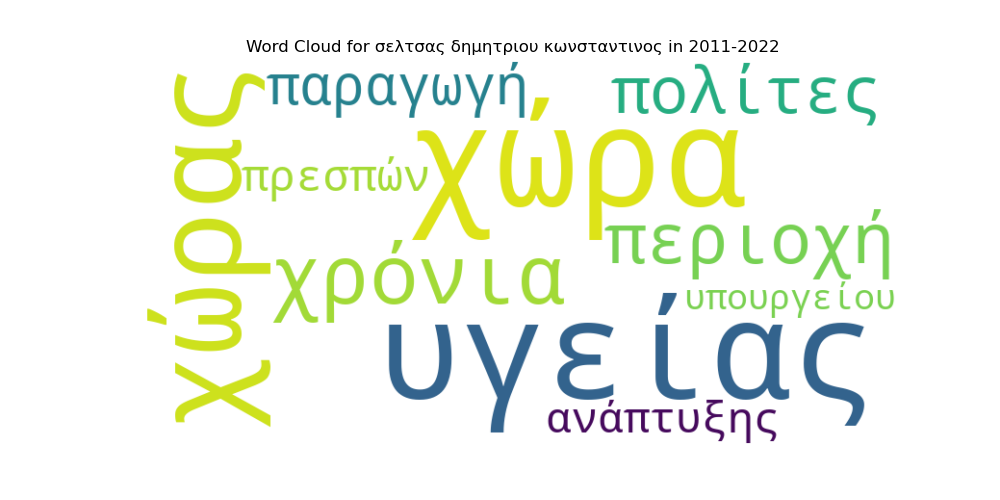 Word Cloud for σελτσας δημητριου κωνσταντινος in 2011-2022
παραγωγή
πολίτες
χώρα
χώρας
πρεσπών
περιοχή
χρόνια
υπουργείου
υγείας
ανάπτυξης